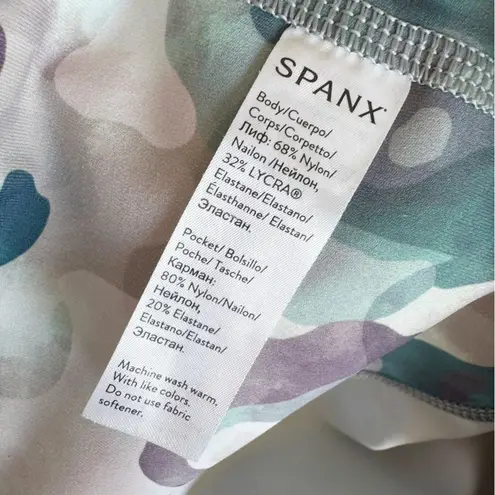 SPANX
Body/Cuerpo/
Corps/Corpetto/
Лиф: 68% Nylon/
Nailon /Нейлон,
32% LYCRA®
Elastane/Elastano/
Élasthanne/ Elastan/
Эластан.
Pocket/ Bolsillo/
Poche/ Tasche/
Карман:
80% Nylon/Nailon/
Нейлон,
20% Elastane/
Elastano/Elastan/
Эластан.
Machine wash warm.
With like colors.
Do not use fabric
softener.